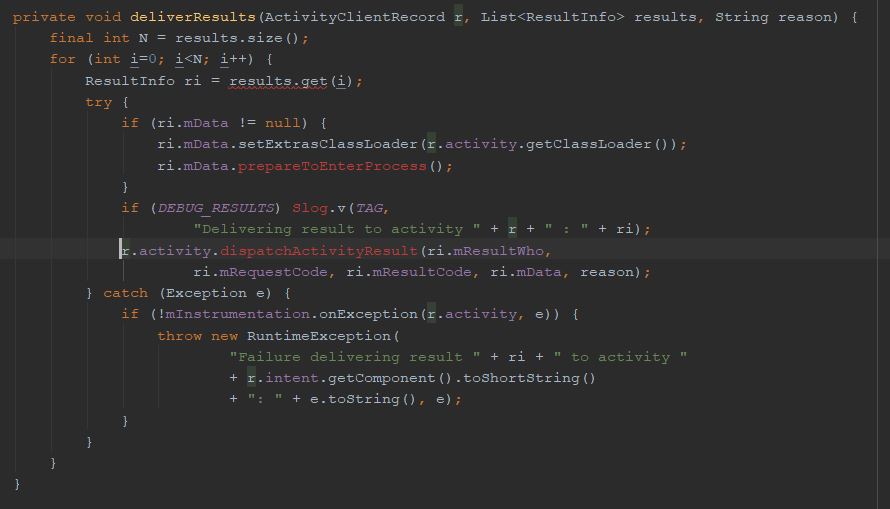 private void deliverResults(ActivityClientRecord r, List<ResultInfo> results, String reason) {
final int N = results.size();
for (int i=0; i<N; i++) {
ResultInfo ri = results.get(i);
try {
if (ri.mData != null) {
ri.mData.setExtrasClassLoader(r.activity.getClassLoader());
ri.mData.prepareToEnterProcess();
}
if (DEBUG_RESULTS) Slog.v(TAG,
"Delivering result to activity " + r + " : " + ri);
r.activity.dispatchActivityResult(ri.mResultWho,
ri.mRequestCode, ri.mResultCode, ri.mData, reason);
} catch (Exception e) {
if (!mInstrumentation.onException(r.activity, e)) {
throw new RuntimeException(
"Failure delivering result " + ri + " to activity "
+ r.intent.getComponent().toShortString()
+ ": " + e.toString(), e);
}
}
}
}